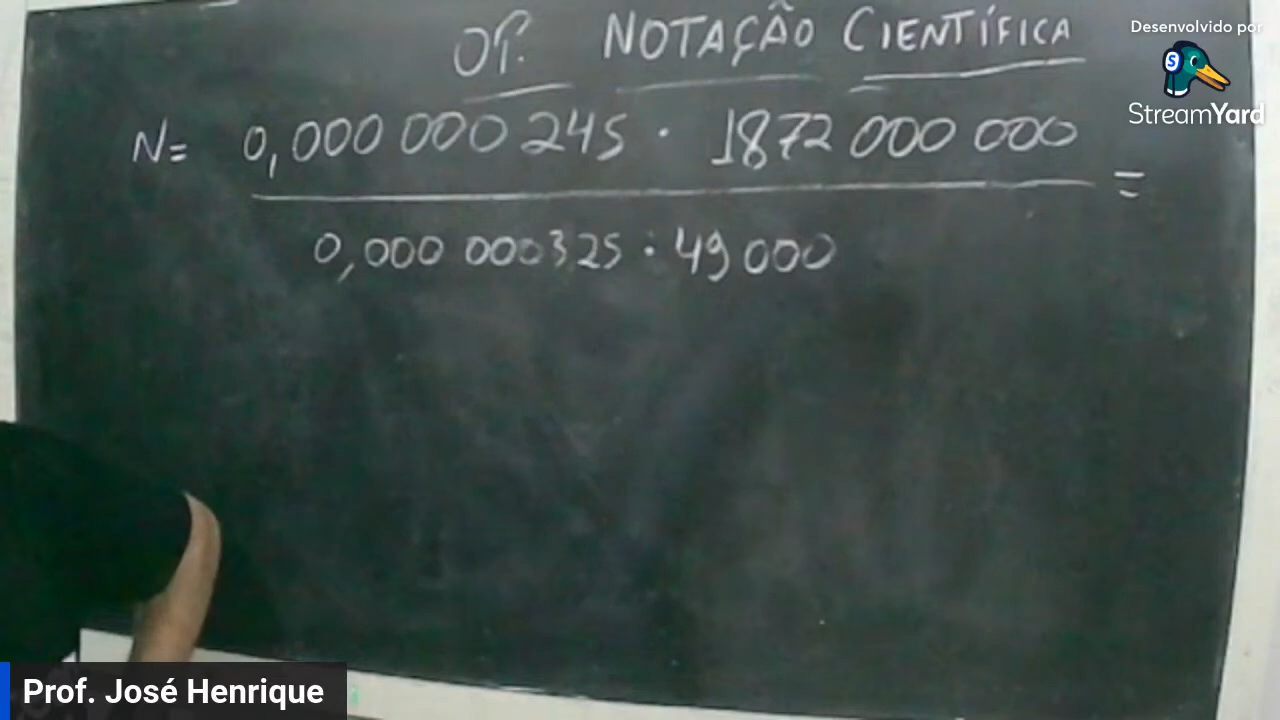 Desenvolvido por
StreamYard
OP. NOTAÇÃO CIENTÍFICA
N= 0,000 000 245 · 1872 000 000 =
0,000 000 325 · 49 000
Prof. José Henrique